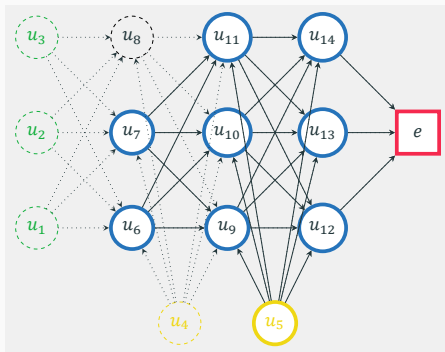 u₃ u₈ u₁₁ u₁₄
u₂ u₇ u₁₀ u₁₃ e
u₁ u₆ u₉ u₁₂
u₄ u₅